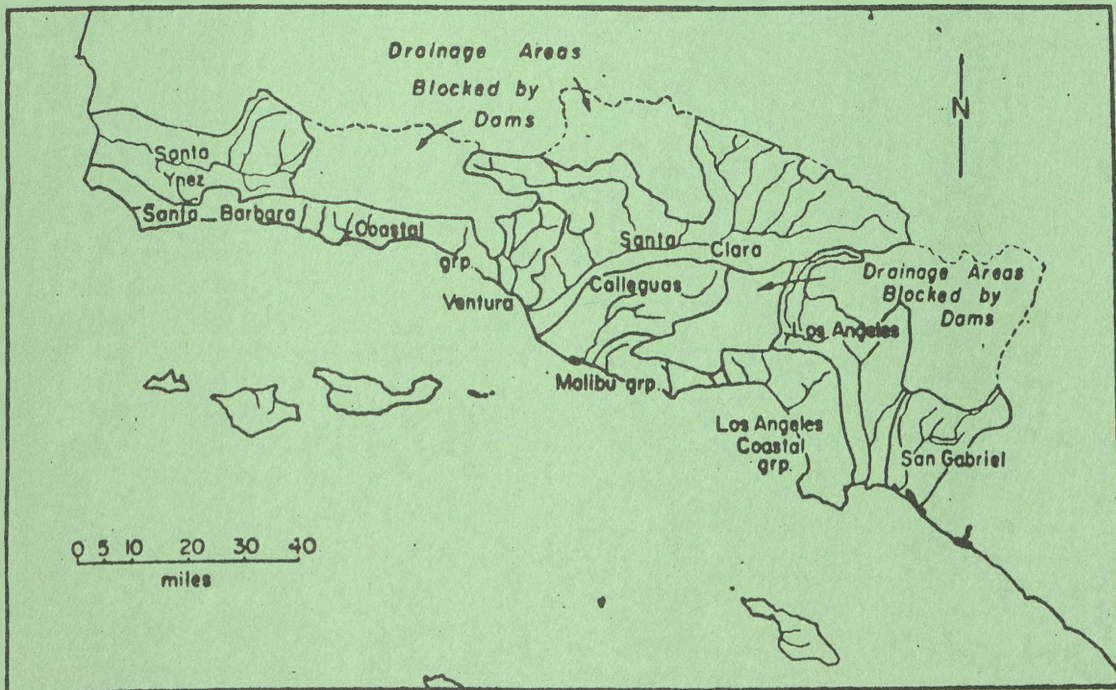 Drainage Areas
Blocked by
Dams
N
Santa
Ynez
Santa Barbara
Coastal
grp.
Ventura
Santa Clara
Calleguas
Drainage Areas
Blocked by
Dams
Los Angeles
Malibu grp.
Los Angeles
Coastal
grp.
San Gabriel
0 5 10 20 30 40
miles